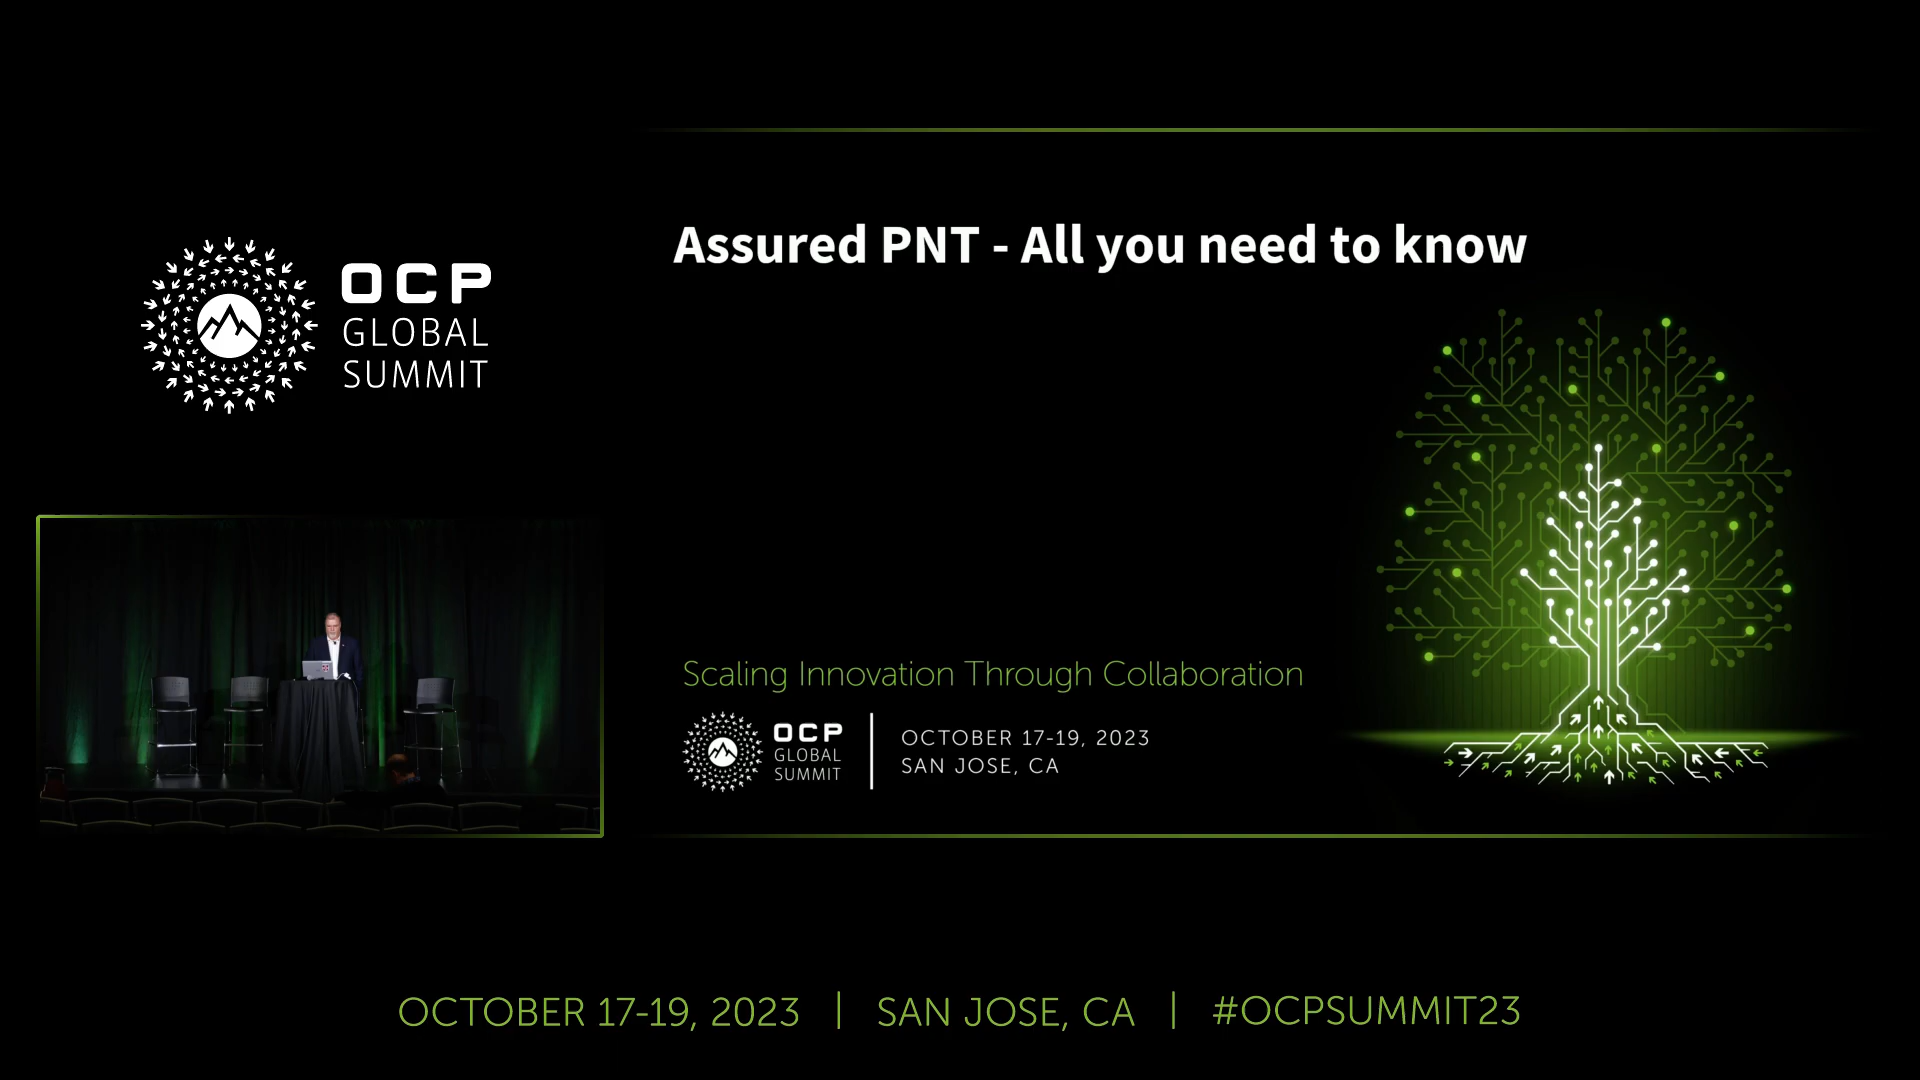 OCP
GLOBAL
SUMMIT
Assured PNT - All you need to know
Scaling Innovation Through Collaboration
OCP
GLOBAL
SUMMIT
OCTOBER 17-19, 2023
SAN JOSE, CA
OCTOBER 17-19, 2023 | SAN JOSE, CA | #OCPSUMMIT23